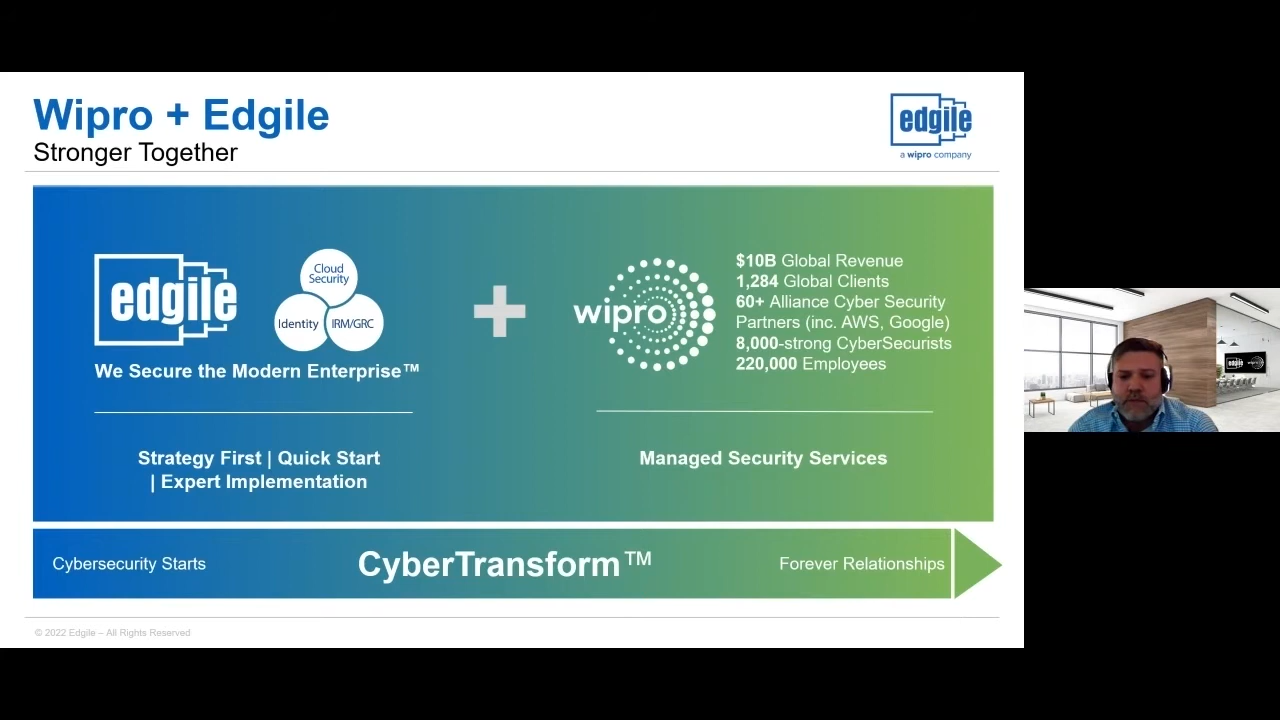 Wipro + Edgile
Stronger Together
edgile
a wipro company
edgile
Cloud
Security
Identity
IRM/GRC
We Secure the Modern Enterprise™
Strategy First | Quick Start
| Expert Implementation
wipro
$10B Global Revenue
1,284 Global Clients
60+ Alliance Cyber Security
Partners (inc. AWS, Google)
8,000-strong CyberSecurists
220,000 Employees
Managed Security Services
Cybersecurity Starts
CyberTransform™
Forever Relationships
© 2022 Edgile – All Rights Reserved